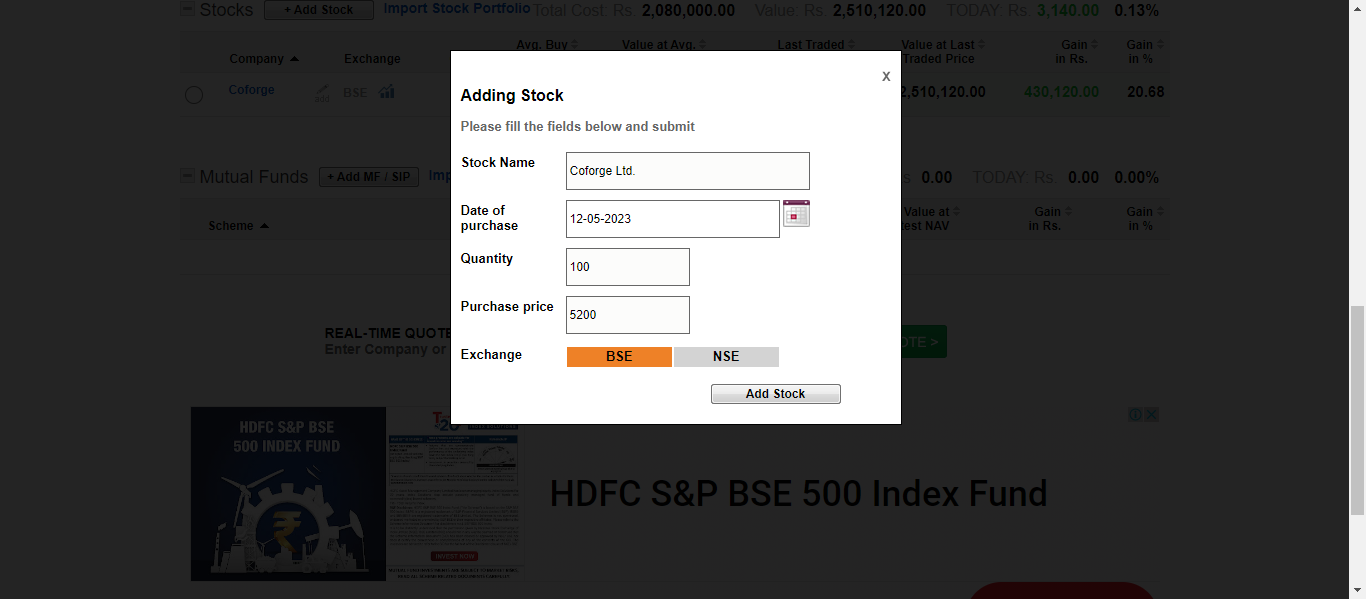 Stocks + Add Stock Import Stock Portfolio Total Cost: Rs. 2,080,000.00 Value: Rs. 2,510,120.00 TODAY: Rs. 3,140.00 0.13%
Company Exchange Avg. Buy Value at Avg. Last Traded Value at Last Traded Price Gain in Rs. Gain in %
Coforge add BSE 2,510,120.00 430,120.00 20.68
X
Adding Stock
Please fill the fields below and submit
Stock Name Coforge Ltd.
Date of purchase 12-05-2023
Quantity 100
Purchase price 5200
Exchange BSE NSE
Add Stock
Mutual Funds + Add MF / SIP 0.00 TODAY: Rs. 0.00 0.00%
Scheme Value at NAV Gain in Rs. Gain in %
REAL-TIME QUOTE
Enter Company or
HDFC S&P BSE
500 INDEX FUND
INVEST NOW
HDFC S&P BSE 500 Index Fund